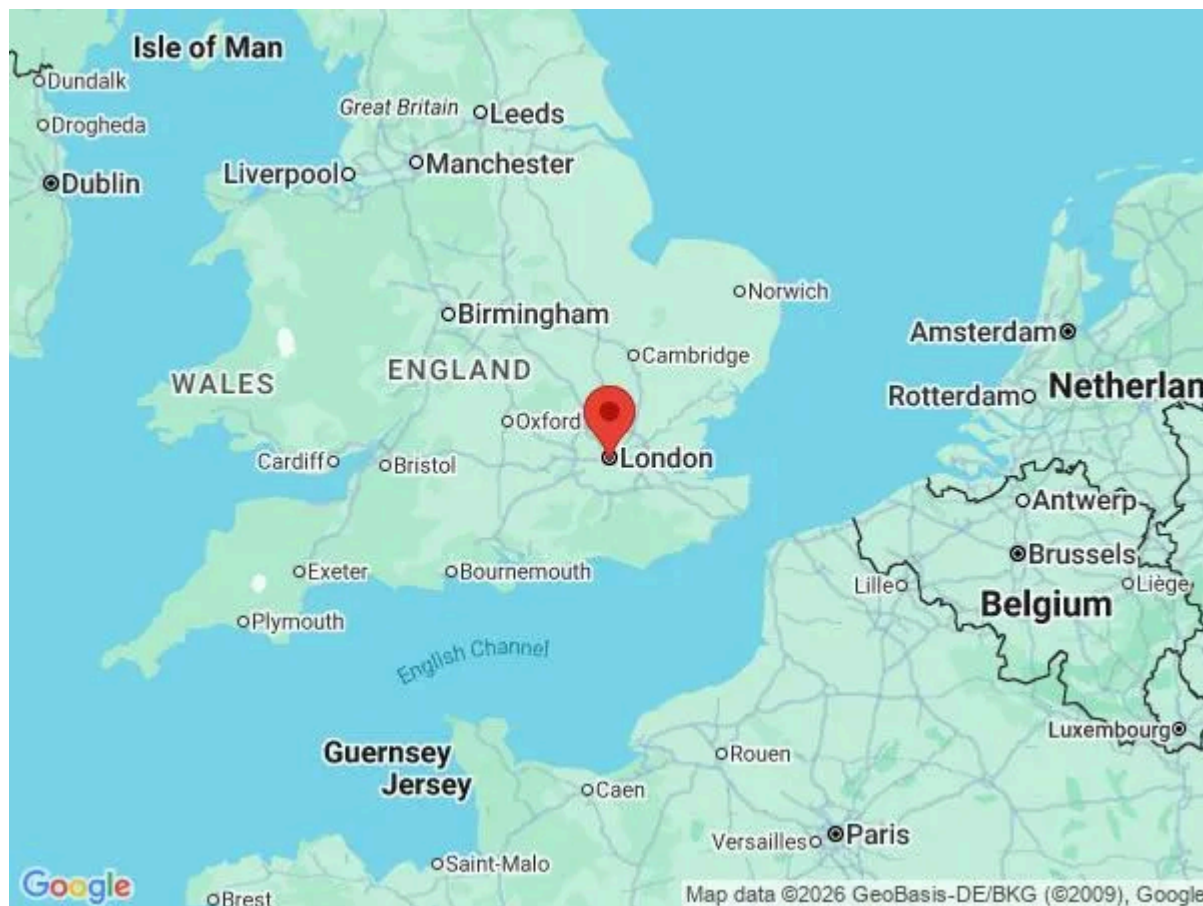 Isle of Man
Dundalk
Great Britain
Leeds
Drogheda
Manchester
Liverpool
Dublin
Norwich
Birmingham
Amsterdam
Cambridge
ENGLAND
WALES
Netherlan
Rotterdam
Oxford
London
Cardiff
Bristol
Antwerp
Brussels
Exeter
Bournemouth
Lille
Liège
Belgium
Plymouth
English Channel
Luxembourg
Guernsey
Rouen
Jersey
Caen
Paris
Versailles
Saint-Malo
Google
Brest
Map data ©2026 GeoBasis-DE/BKG (©2009), Google